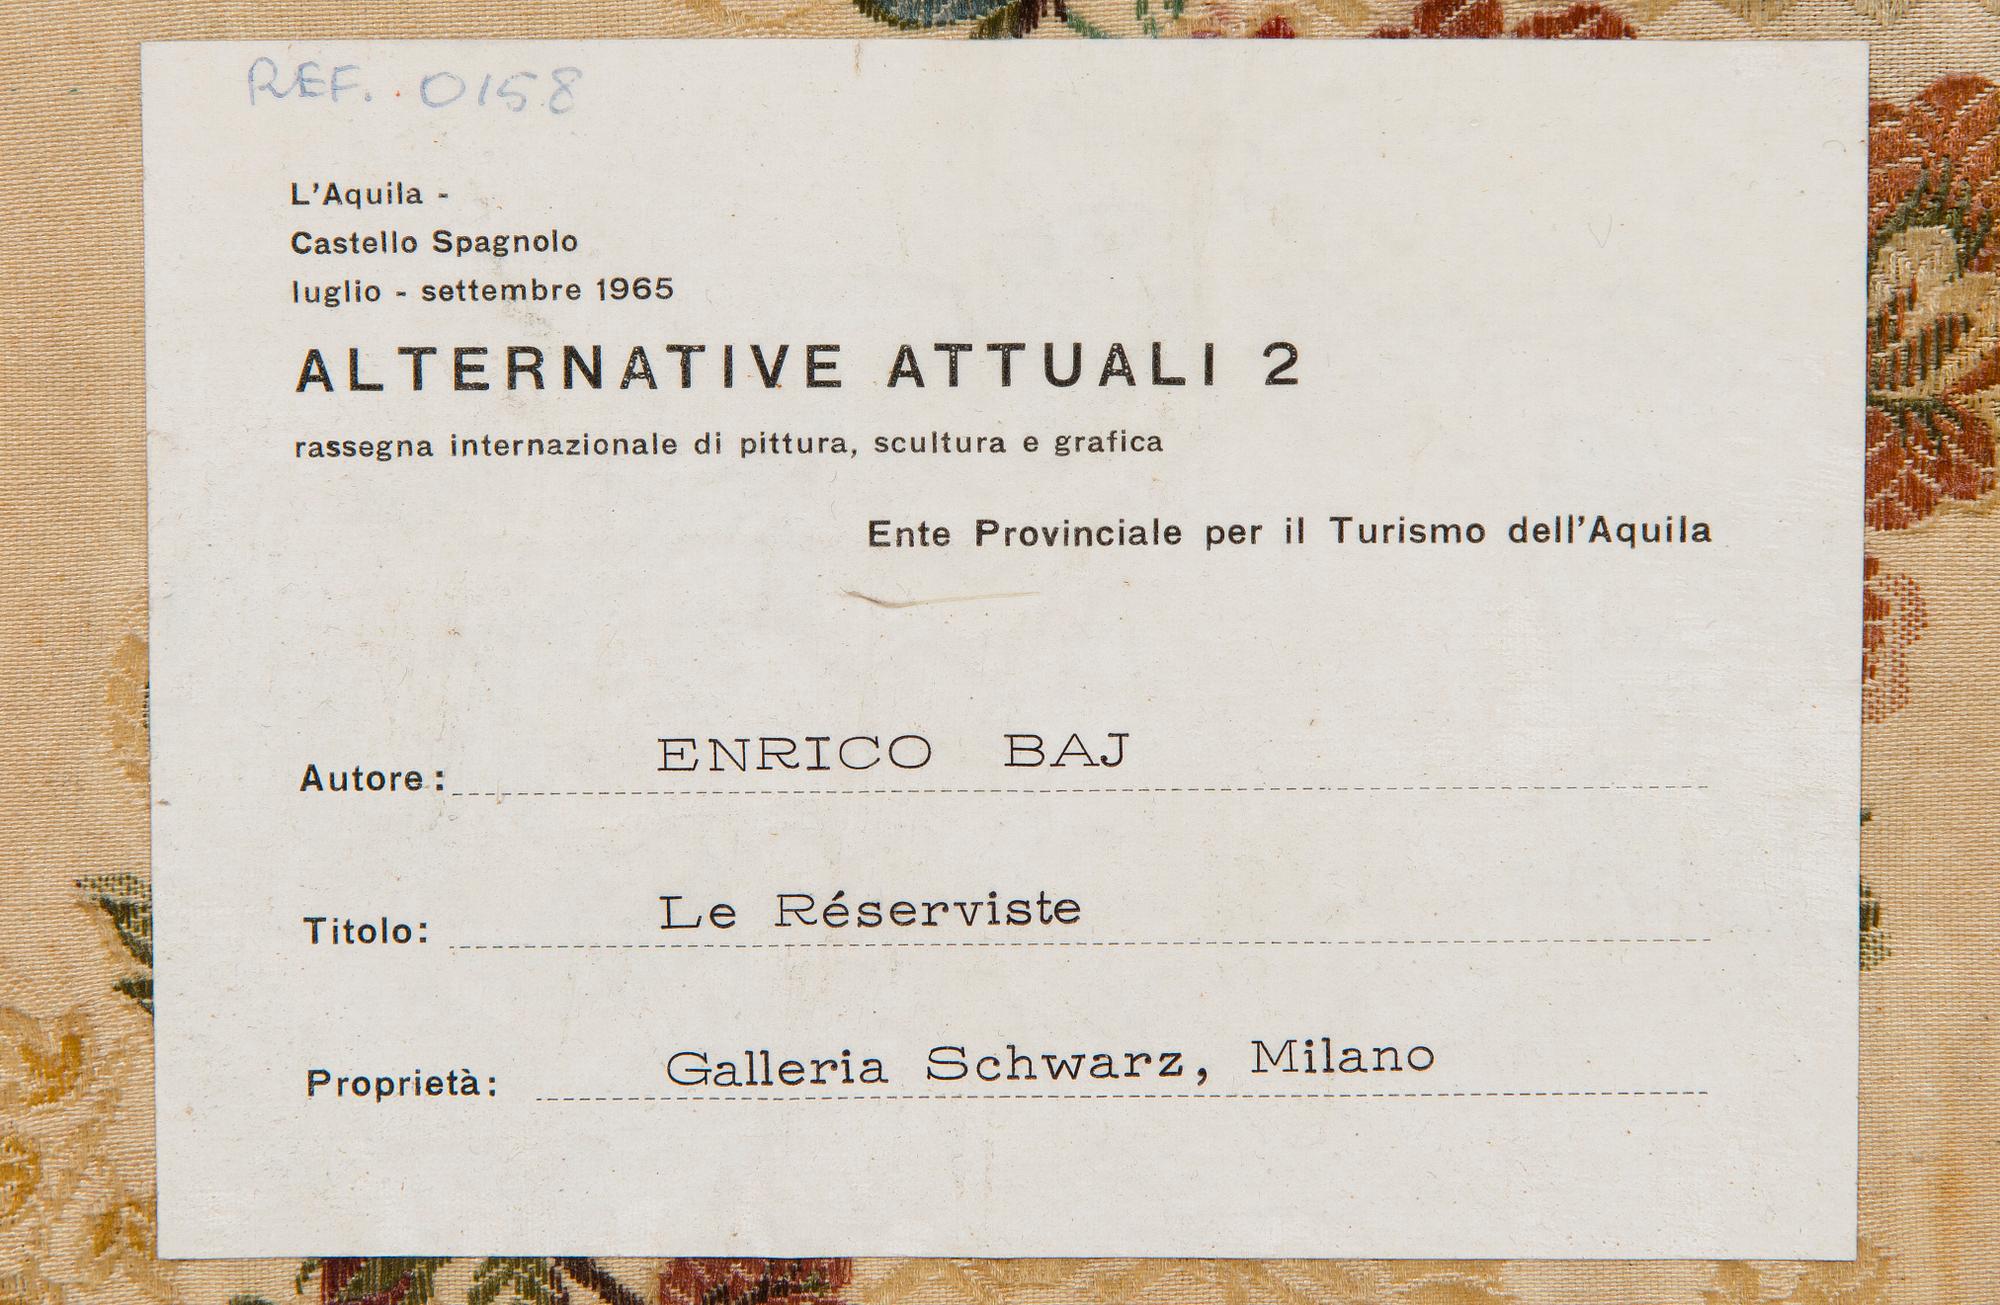 REF. 0158
L'Aquila -
Castello Spagnolo
luglio - settembre 1965
ALTERNATIVE ATTUALI 2
rassegna internazionale di pittura, scultura e grafica
Ente Provinciale per il Turismo dell'Aquila
Autore: ENRICO BAJ
Titolo: Le Réserviste
Proprietà: Galleria Schwarz, Milano